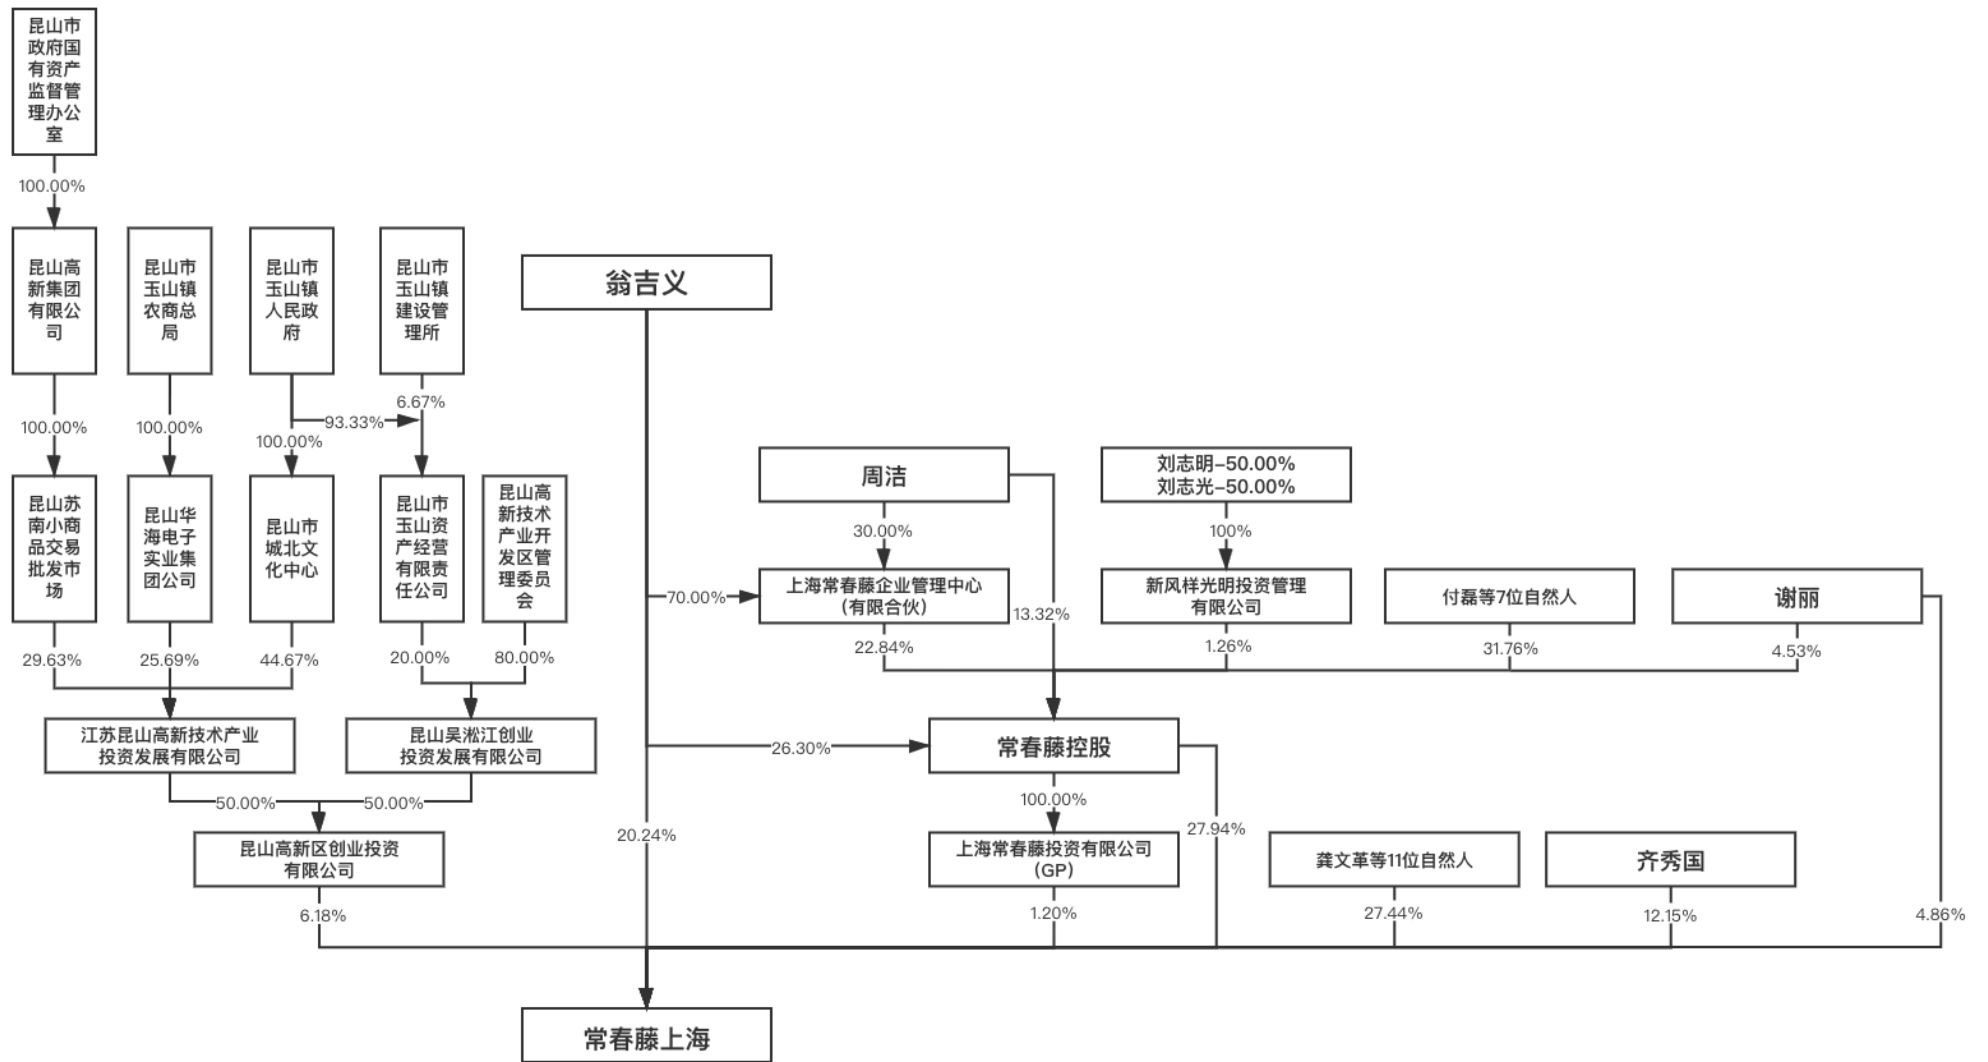 昆山市
政府国
有资产
监督管
理办公
室
100.00%
昆山高
新集团
有限公
司
昆山市
玉山镇
农商总
局
昆山市
玉山镇
人民政
府
昆山市
玉山镇
建设管
理所
翁吉义
6.67%
93.33%
100.00%
100.00%
100.00%
周洁
刘志明-50.00%
刘志光-50.00%
昆山苏
南小商
品交易
批发市
场
昆山华
海电子
实业集
团公司
昆山市
城北文
化中心
昆山市
玉山资
产经营
有限责
任公司
昆山高
新技术
产业开
发区管
理委员
会
30.00%
100%
70.00%
上海常春藤企业管理中心
（有限合伙）
13.32%
新风样光明投资管理
有限公司
付磊等7位自然人
谢丽
29.63%
25.69%
44.67%
20.00%
80.00%
22.84%
1.26%
31.76%
4.53%
江苏昆山高新技术产业
投资发展有限公司
昆山吴淞江创业
投资发展有限公司
26.30%
常春藤控股
50.00%
50.00%
100.00%
20.24%
27.94%
昆山高新区创业投资
有限公司
上海常春藤投资有限公司
（GP）
龚文革等11位自然人
齐秀国
6.18%
1.20%
27.44%
12.15%
4.86%
常春藤上海